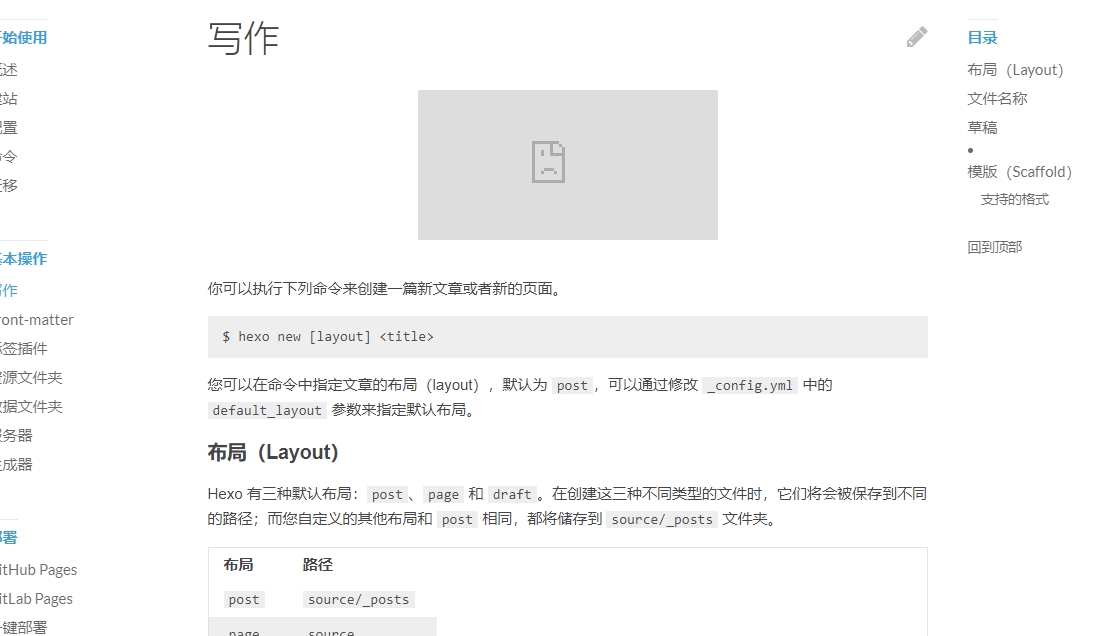 始使用
述
站
置
令
移
基本操作
写作
ront-matter
标签插件
资源文件夹
数据文件夹
服务器
生成器
部署
itHub Pages
itLab Pages
一键部署
写作
你可以执行下列命令来创建一篇新文章或者新的页面。
$ hexo new [layout] <title>
您可以在命令中指定文章的布局（layout），默认为 post，可以通过修改 _config.yml 中的
default_layout 参数来指定默认布局。
布局（Layout）
Hexo 有三种默认布局：post、page 和 draft。在创建这三种不同类型的文件时，它们将会被保存到不同
的路径；而您自定义的其他布局和 post 相同，都将储存到 source/_posts 文件夹。
布局 路径
post source/_posts
page source
目录
布局（Layout）
文件名称
草稿
模版（Scaffold）
支持的格式
回到顶部